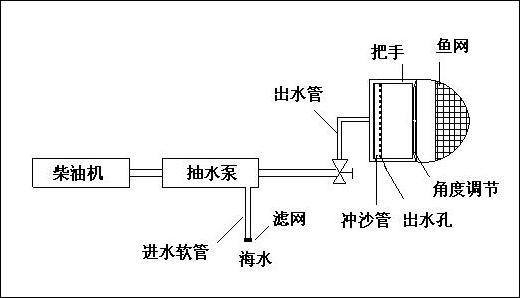 鱼网
把手
出水管
柴油机
抽水泵
角度调节
冲沙管
出水孔
滤网
进水软管
海水